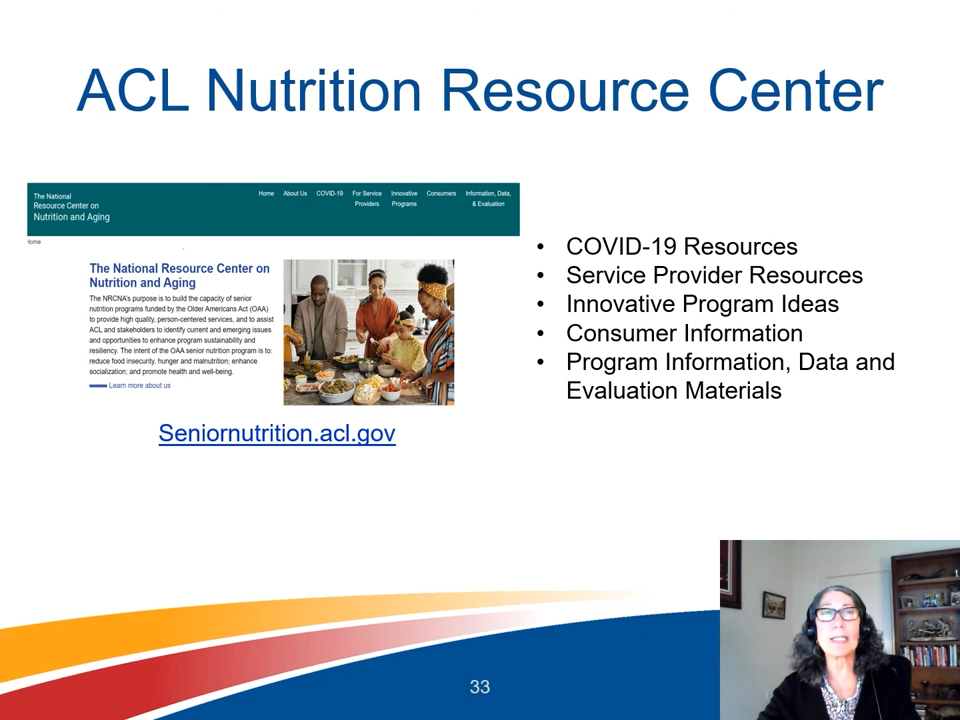 ACL Nutrition Resource Center
The National
Resource Center on
Nutrition and Aging
Home
About Us
COVID-19
For Service
Providers
Innovative
Programs
Consumers
Information, Data,
& Evaluation
Home
The National Resource Center on
Nutrition and Aging
The NRCNA's purpose is to build the capacity of senior
nutrition programs funded by the Older Americans Act (OAA)
to provide high quality, person-centered services, and to assist
ACL and stakeholders to identify current and emerging issues
and opportunities to enhance program sustainability and
resiliency. The intent of the OAA senior nutrition program is to:
reduce food insecurity, hunger and malnutrition; enhance
socialization; and promote health and well-being.
Learn more about us
Seniornutrition.acl.gov
• COVID-19 Resources
• Service Provider Resources
• Innovative Program Ideas
• Consumer Information
• Program Information, Data and
Evaluation Materials
33